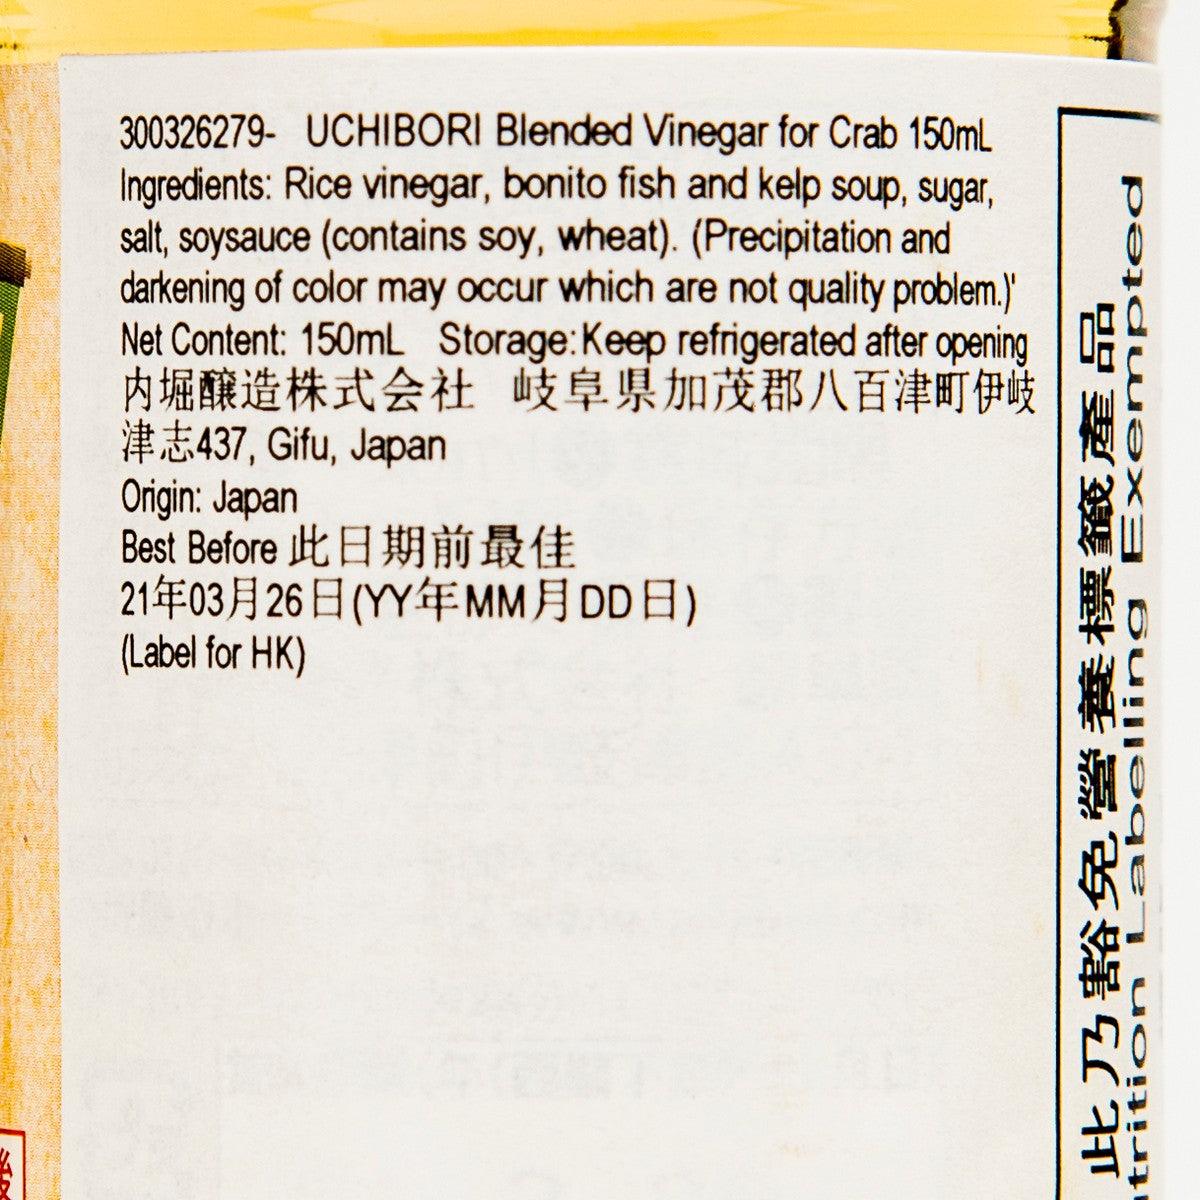 300326279- UCHIBORI Blended Vinegar for Crab 150mL
Ingredients: Rice vinegar, bonito fish and kelp soup, sugar,
salt, soysauce (contains soy, wheat). (Precipitation and
darkening of color may occur which are not quality problem.)'
Net Content: 150mL Storage:Keep refrigerated after opening
内堀醸造株式会社 岐阜県加茂郡八百津町伊岐
津志437, Gifu, Japan
Origin: Japan
Best Before 此日期前最佳
21年03月26日(YY年MM月DD日)
(Label for HK)
此乃豁免營養標籤產品
trition Labelling Exempted